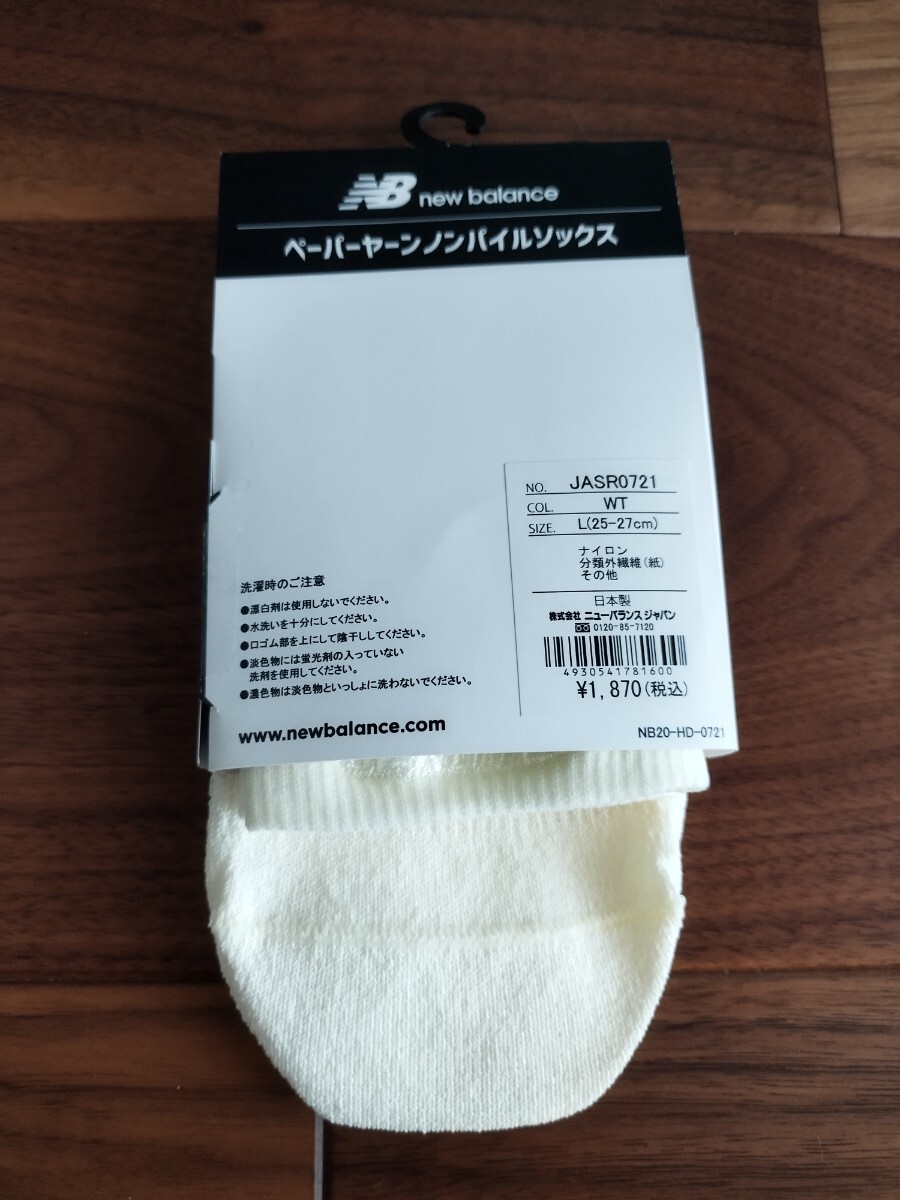 NB new balance
ペーパーヤーンノンパイルソックス
NO. JASR0721
COL. WT
SIZE. L(25-27cm)
ナイロン
分類外繊維(紙)
その他
日本製
株式会社 ニューバランス ジャパン
0120-85-7120
4930541781600
¥1,870(税込)
洗濯時のご注意
●漂白剤は使用しないでください。
●水洗いを十分にしてください。
●口ゴム部を上にして陰干ししてください。
●淡色物には蛍光剤の入っていない
洗剤を使用してください。
●濃色物は淡色物といっしょに洗わないでください。
www.newbalance.com
NB20-HD-0721